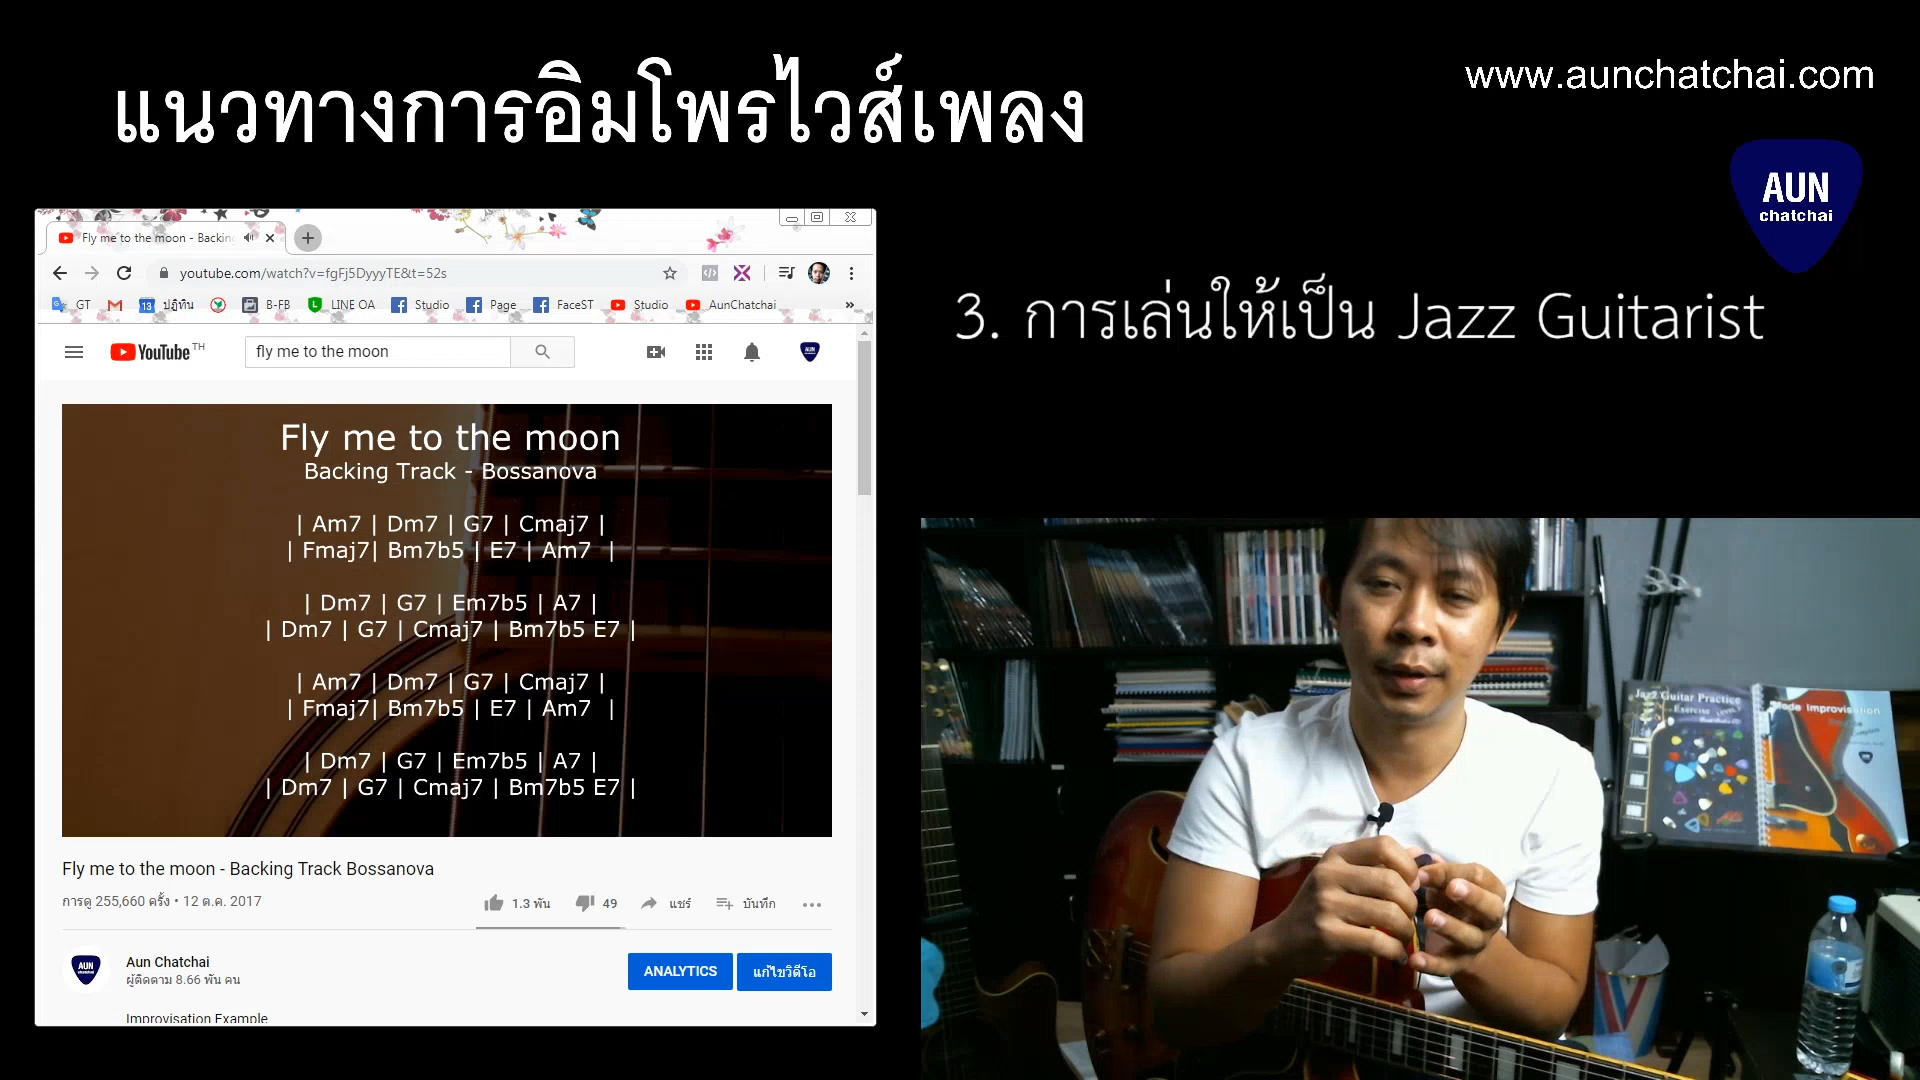 แนวทางการอิมโพรไวส์เพลง
www.aunchatchai.com
AUN
chatchai
Fly me to the moon - Backin
youtube.com/watch?v=fgFj5DyyyTE&t=52s
GT
13 ปฏิทิน
B-FB
LINE OA
Studio
Page
FaceST
Studio
AunChatchai
»
YouTube TH
fly me to the moon
Fly me to the moon
Backing Track - Bossanova
| Am7 | Dm7 | G7 | Cmaj7 |
| Fmaj7| Bm7b5 | E7 | Am7 |
| Dm7 | G7 | Em7b5 | A7 |
| Dm7 | G7 | Cmaj7 | Bm7b5 E7 |
| Am7 | Dm7 | G7 | Cmaj7 |
| Fmaj7| Bm7b5 | E7 | Am7 |
| Dm7 | G7 | Em7b5 | A7 |
| Dm7 | G7 | Cmaj7 | Bm7b5 E7 |
Fly me to the moon - Backing Track Bossanova
การดู 255,660 ครั้ง • 12 ต.ค. 2017
1.3 พัน
49
แชร์
บันทึก
AUN
chatchai
Aun Chatchai
ผู้ติดตาม 8.66 พัน คน
ANALYTICS
แก้ไขวิดีโอ
Improvisation Example
3. การเล่นให้เป็น Jazz Guitarist
Jazz Guitar Practice
Exercise
Mode Improvisation